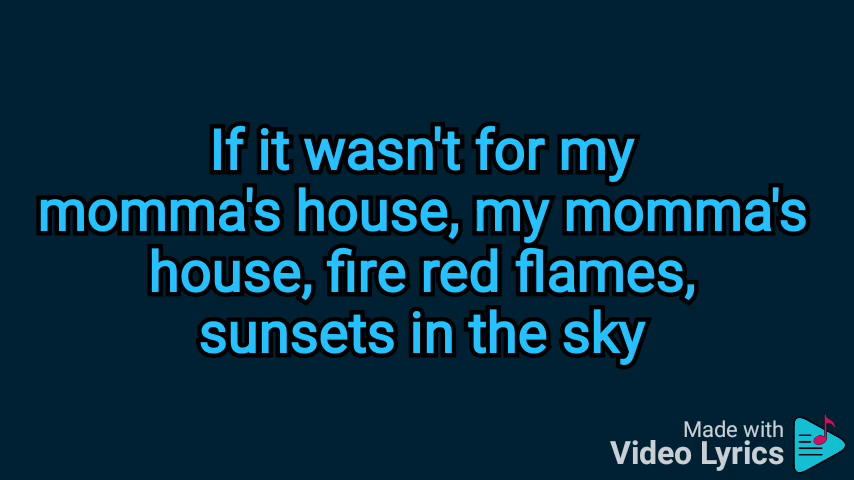 If it wasn't for my
momma's house, my momma's
house, fire red flames,
sunsets in the sky
Made with
Video Lyrics